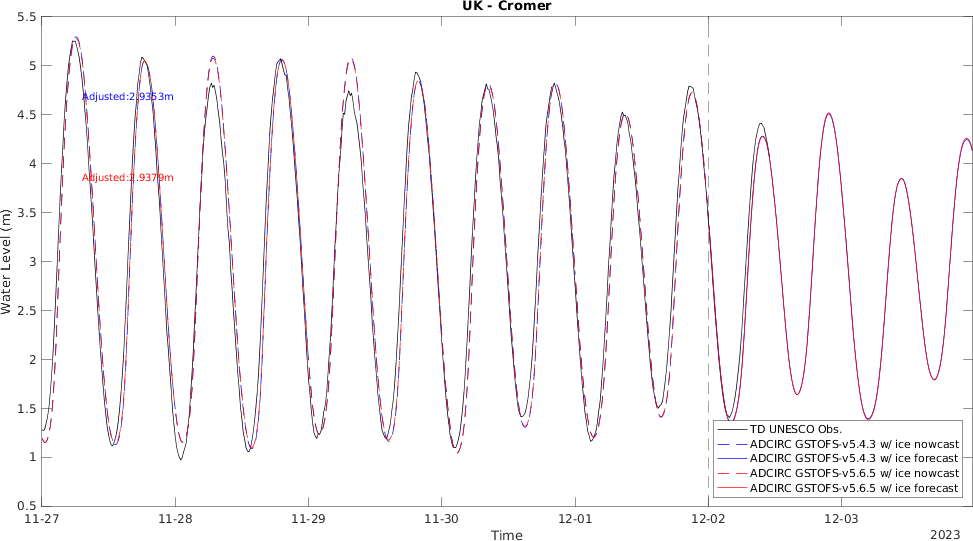 UK - Cromer
5.5
5
4.5
4
3.5
3
2.5
2
1.5
1
0.5
Water Level (m)
Adjusted:2.9353m
Adjusted:2.9379m
TD UNESCO Obs.
ADCIRC GSTOFS-v5.4.3 w/ ice nowcast
ADCIRC GSTOFS-v5.4.3 w/ ice forecast
ADCIRC GSTOFS-v5.6.5 w/ ice nowcast
ADCIRC GSTOFS-v5.6.5 w/ ice forecast
11-27 11-28 11-29 11-30 12-01 12-02 12-03
Time
2023